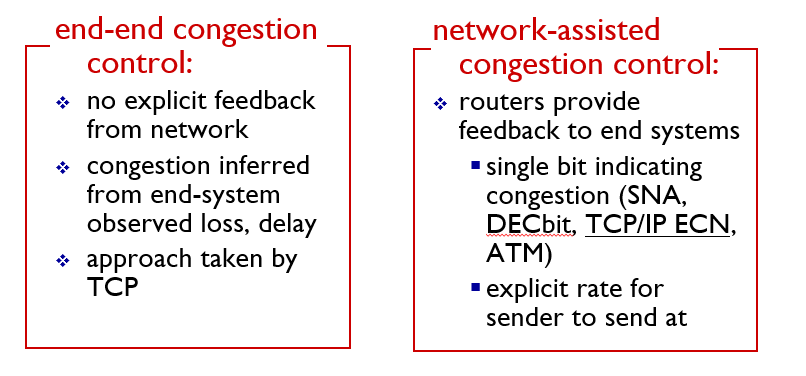 end-end congestion
control:
no explicit feedback
from network
congestion inferred
from end-system
observed loss, delay
approach taken by
TCP
network-assisted
congestion control:
routers provide
feedback to end systems
single bit indicating
congestion (SNA,
DECbit, TCP/IP ECN,
ATM)
explicit rate for
sender to send at